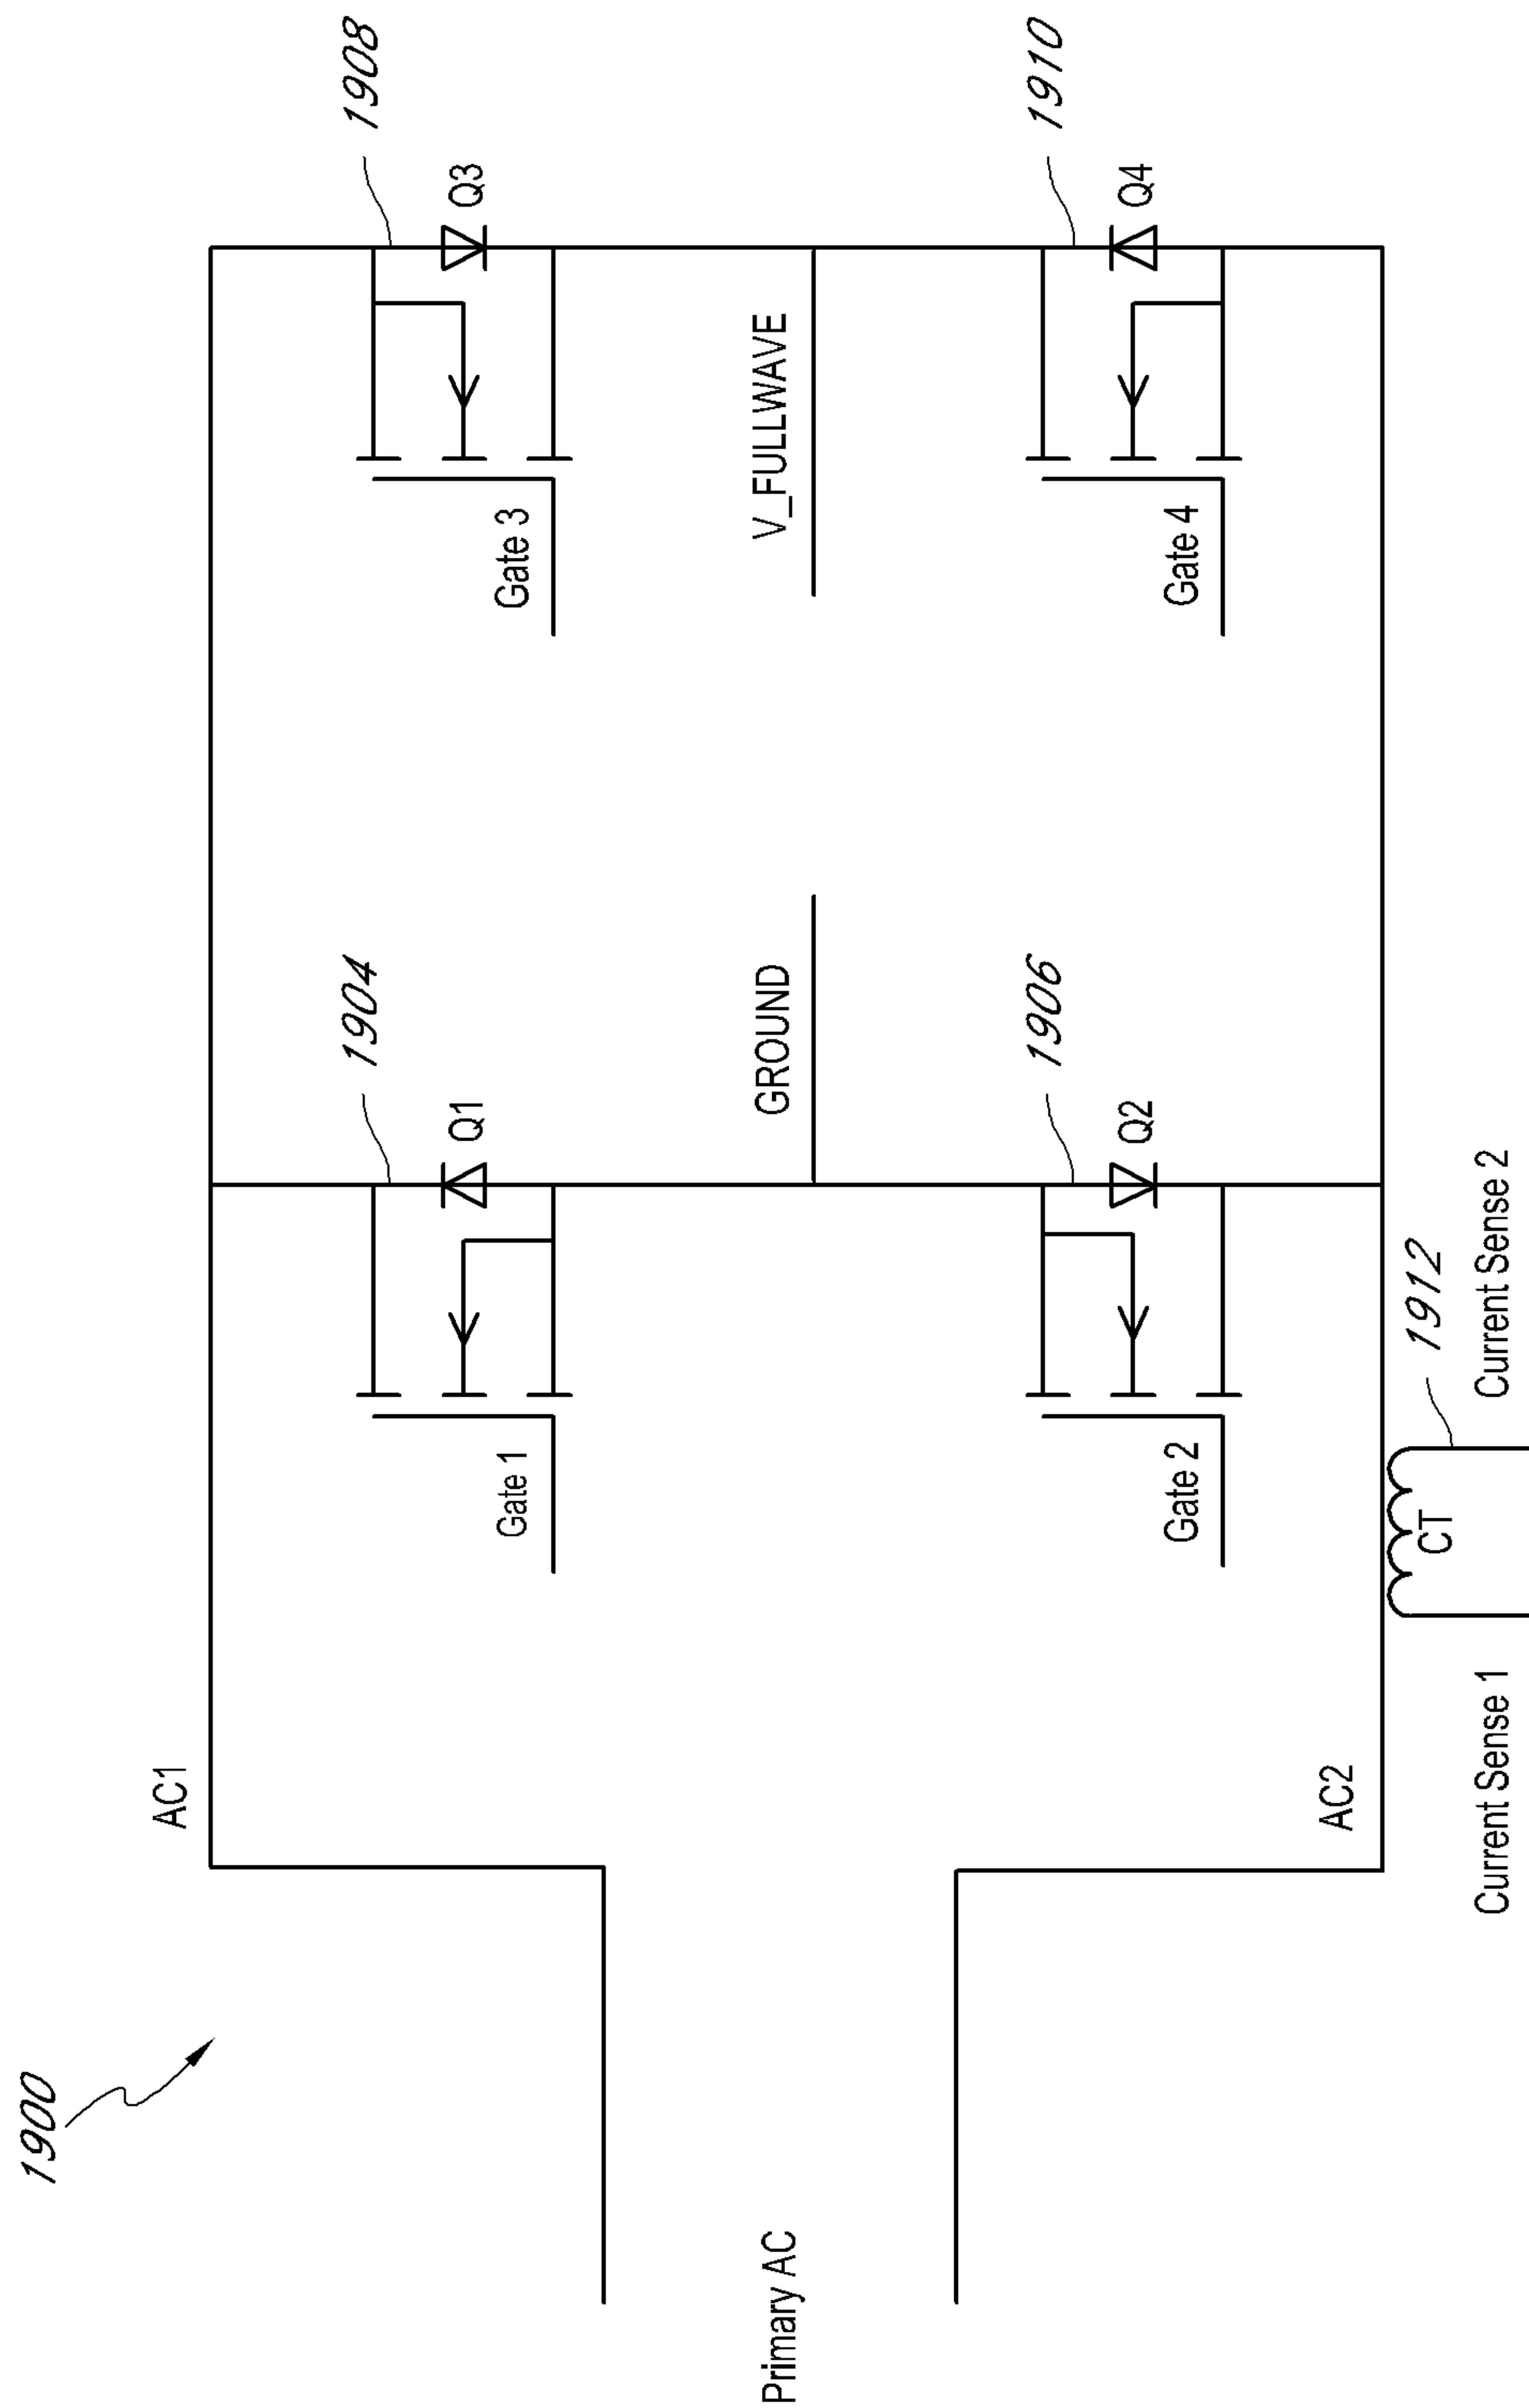 1900
AC1
1904
Q1
Gate 1
1908
Q3
Gate 3
Primary AC
GROUND
V_FULLWAVE
1906
Q2
Gate 2
1910
Q4
Gate 4
AC2
CT
1912
Current Sense 1
Current Sense 2